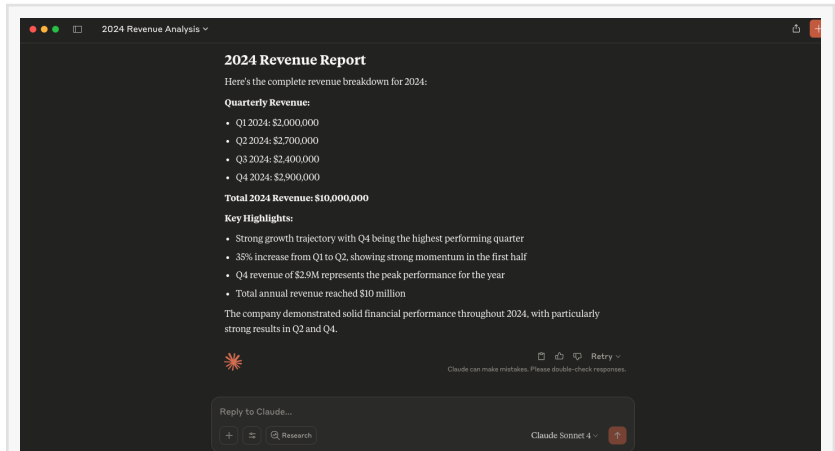 2024 Revenue Analysis
2024 Revenue Report
Here's the complete revenue breakdown for 2024:
Quarterly Revenue:
• Q1 2024: $2,000,000
• Q2 2024: $2,700,000
• Q3 2024: $2,400,000
• Q4 2024: $2,900,000
Total 2024 Revenue: $10,000,000
Key Highlights:
• Strong growth trajectory with Q4 being the highest performing quarter
• 35% increase from Q1 to Q2, showing strong momentum in the first half
• Q4 revenue of $2.9M represents the peak performance for the year
• Total annual revenue reached $10 million
The company demonstrated solid financial performance throughout 2024, with particularly
strong results in Q2 and Q4.
Retry
Claude can make mistakes. Please double-check responses.
Reply to Claude...
Research
Claude Sonnet 4